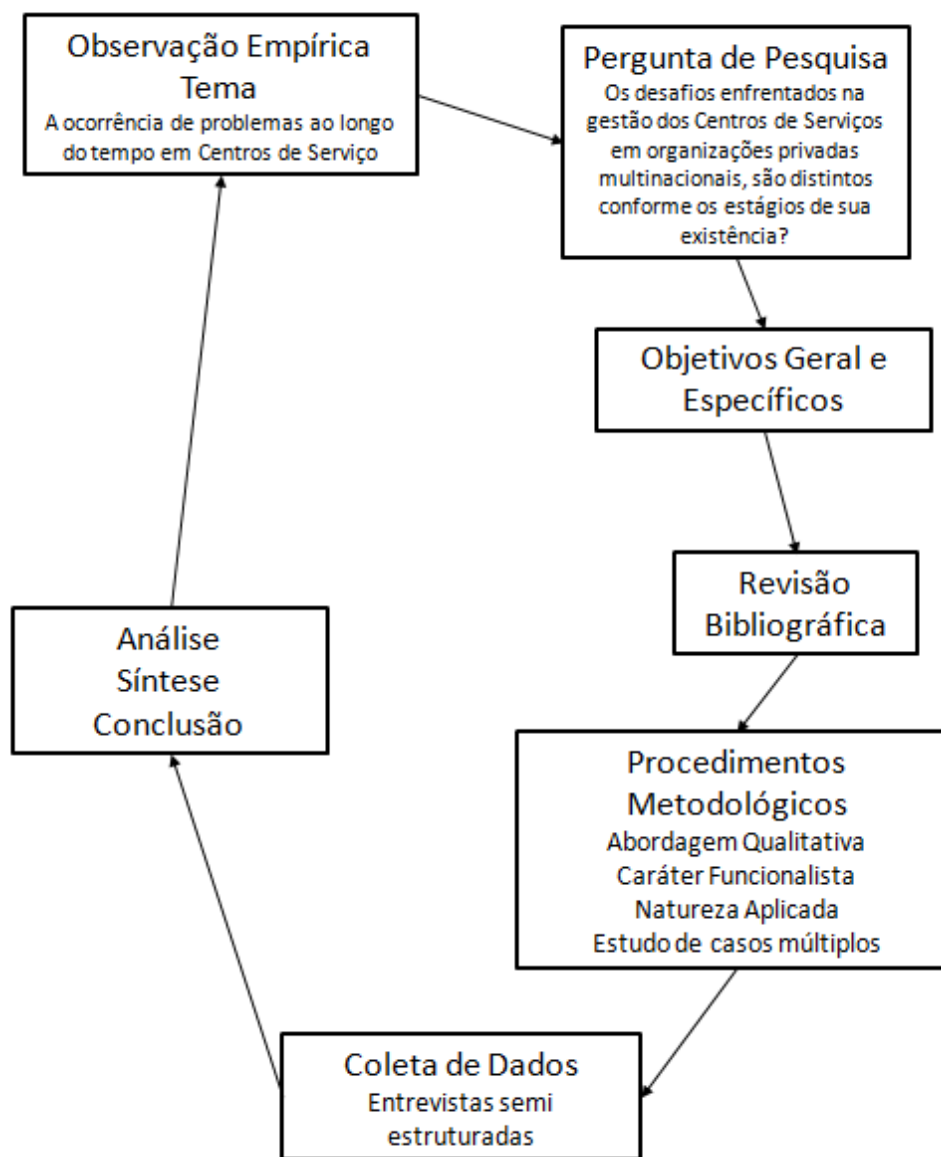 Observação Empírica
Tema
A ocorrência de problemas ao longo
do tempo em Centros de Serviço
Pergunta de Pesquisa
Os desafios enfrentados na
gestão dos Centros de Serviços
em organizações privadas
multinacionais, são distintos
conforme os estágios de sua
existência?
Objetivos Geral e
Específicos
Revisão
Bibliográfica
Procedimentos
Metodológicos
Abordagem Qualitativa
Caráter Funcionalista
Natureza Aplicada
Estudo de casos múltiplos
Coleta de Dados
Entrevistas semi
estruturadas
Análise
Síntese
Conclusão